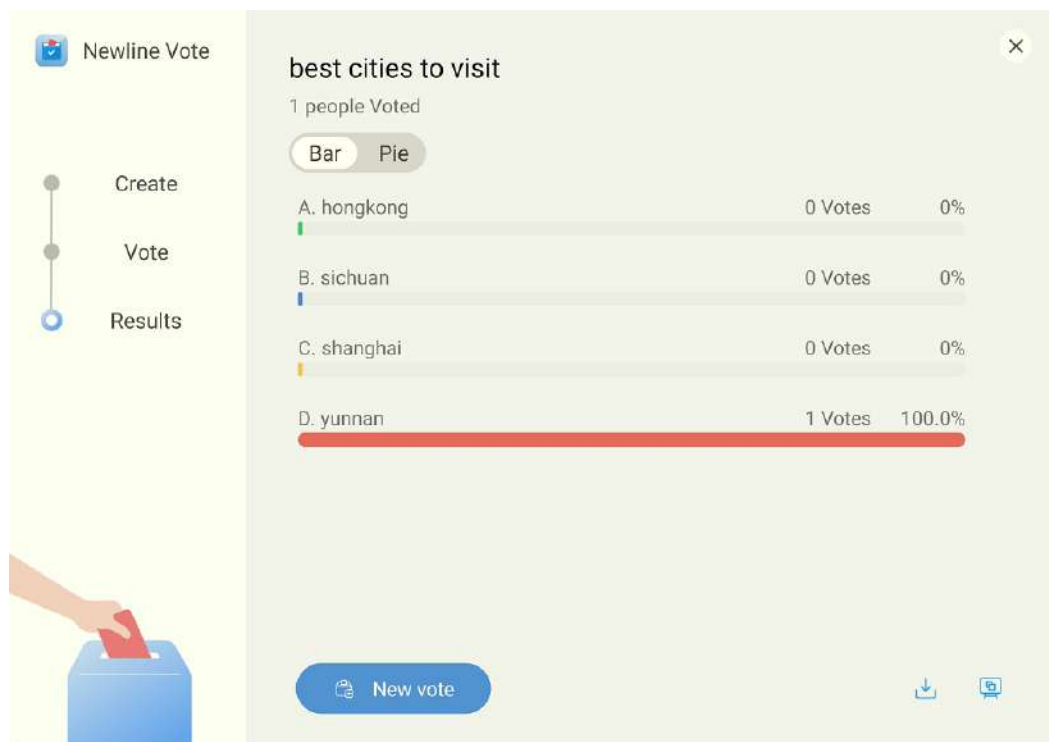 Newline Vote
best cities to visit
1 people Voted
Bar Pie
Create
Vote
Results
A. hongkong 0 Votes 0%
B. sichuan 0 Votes 0%
C. shanghai 0 Votes 0%
D. yunnan 1 Votes 100.0%
New vote